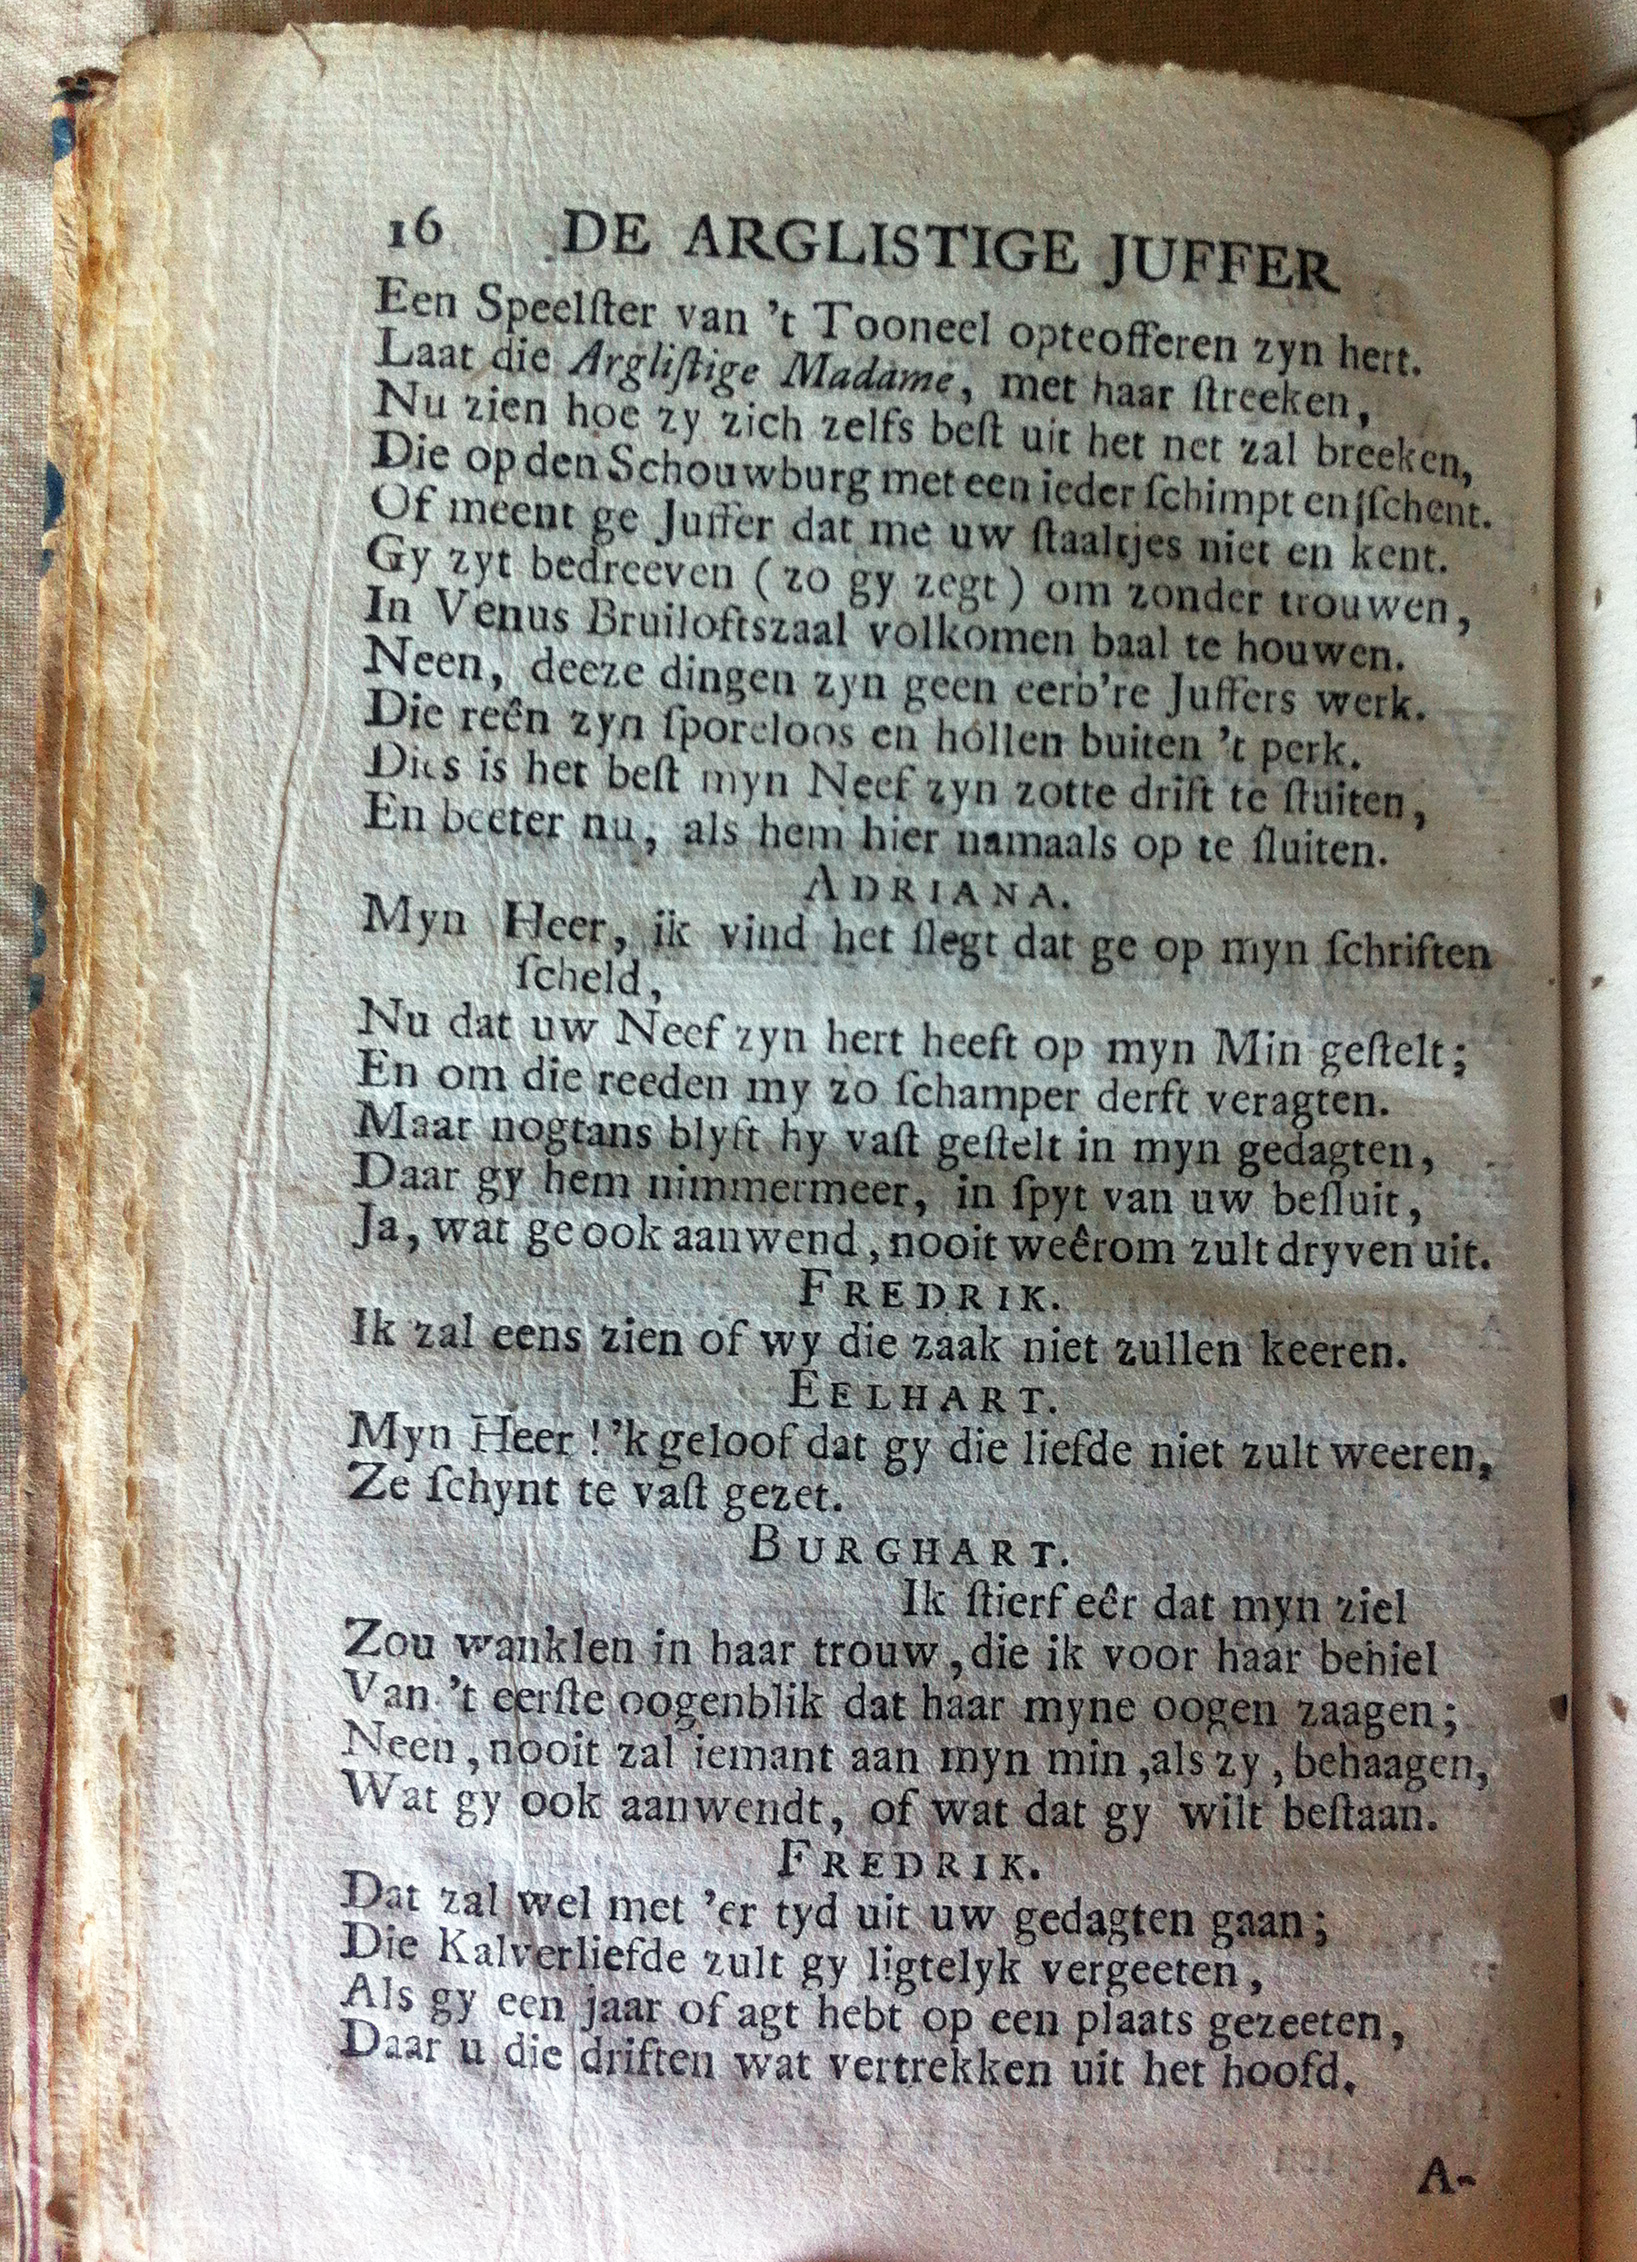 16 DE ARGLISTIGE JUFFER
Een Speelſter van 't Tooneel opteofferen zyn hert.
Laat die Argliſtige Madame, met haar ſtreeken,
Nu zien hoe zy zich zelfs beſt uit het net zal breeken,
Die op den Schouwburg met een ieder ſchimpt en ſchent.
Of meent ge Juffer dat me uw ſtaaltjes niet en kent.
Gy zyt bedreeven (zo gy zegt) om zonder trouwen,
In Venus Bruiloftszaal volkomen baal te houwen.
Neen, deeze dingen zyn geen eerb're Juffers werk.
Die reên zyn ſporeloos en hollen buiten 't perk.
Dies is het beſt myn Neef zyn zotte drift te ſtuiten,
En beeter nu, als hem hier namaals op te ſluiten.
ADRIANA.
Myn Heer, ik vind het ſlegt dat ge op myn ſchriften
ſcheld,
Nu dat uw Neef zyn hert heeft op myn Min geſtelt;
En om die reeden my zo ſchamper derft veragten.
Maar nogtans blyft hy vaſt geſtelt in myn gedagten,
Daar gy hem nimmermeer, in ſpyt van uw beſluit,
Ja, wat ge ook aanwend, nooit weêrom zult dryven uit.
FREDRIK.
Ik zal eens zien of wy die zaak niet zullen keeren.
EELHART.
Myn Heer! 'k geloof dat gy die liefde niet zult weeren,
Ze ſchynt te vaſt gezet.
BURGHART.
Ik ſtierf eêr dat myn ziel
Zou wanklen in haar trouw, die ik voor haar behiel
Van 't eerſte oogenblik dat haar myne oogen zaagen;
Neen, nooit zal iemant aan myn min, als zy, behaagen,
Wat gy ook aanwendt, of wat dat gy wilt beſtaan.
FREDRIK.
Dat zal wel met 'er tyd uit uw gedagten gaan;
Die Kalverliefde zult gy ligtelyk vergeeten,
Als gy een jaar of agt hebt op een plaats gezeeten,
Daar u die driften wat vertrekken uit het hoofd.
A-